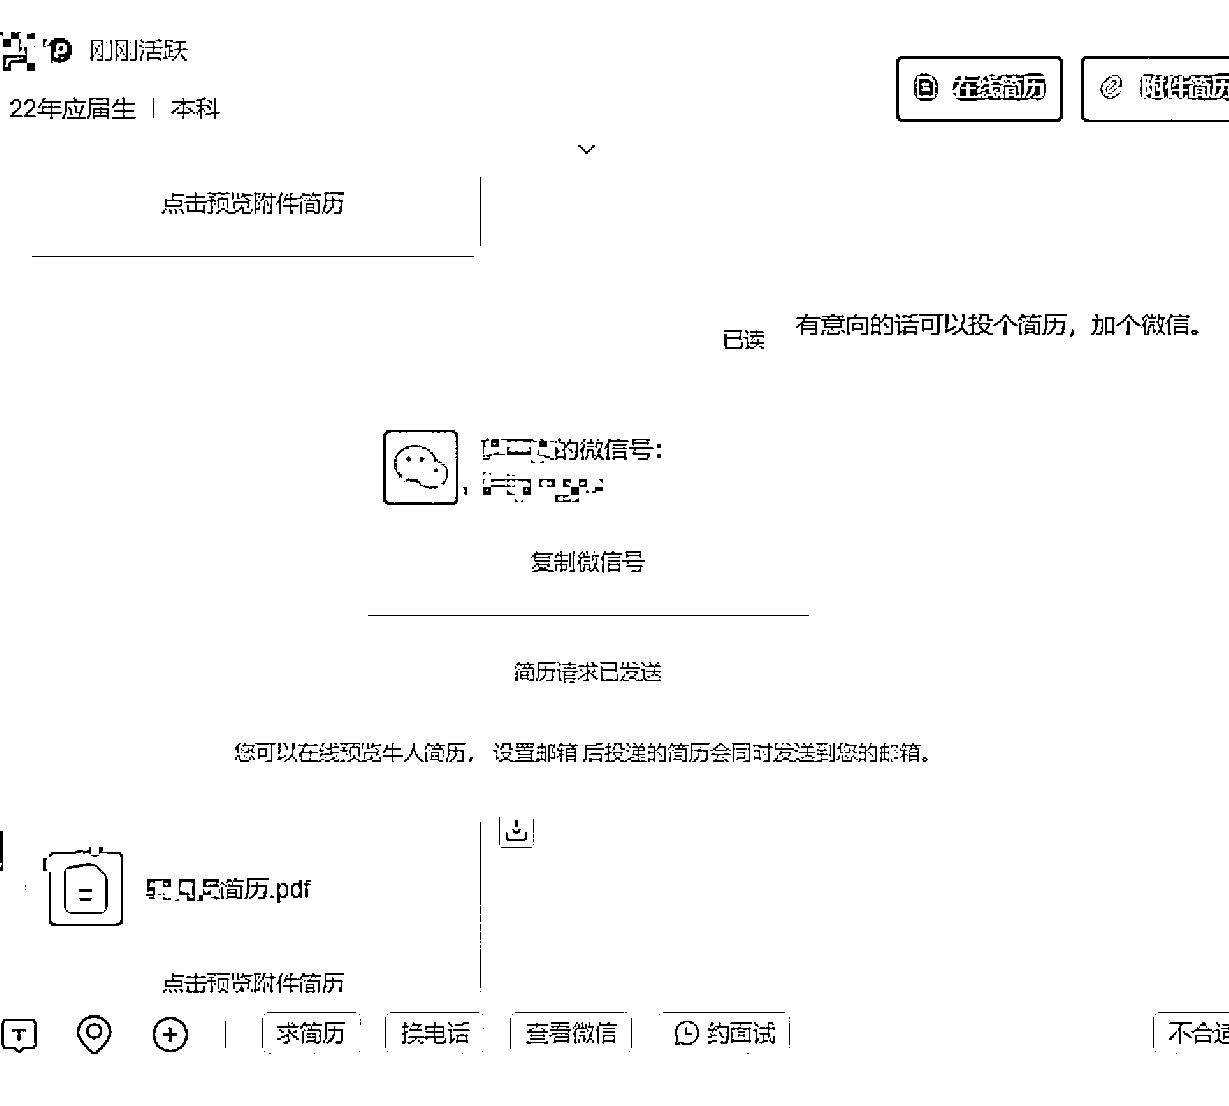 刚刚活跃
22年应届生 | 本科
在线简历 附件简历
点击预览附件简历
已读 有意向的话可以投个简历，加个微信。
的微信号：
复制微信号
简历请求已发送
您可以在线预览牛人简历， 设置邮箱 后投递的简历会同时发送到您的邮箱。
简历.pdf
点击预览附件简历
求简历 换电话 查看微信 约面试 不合适